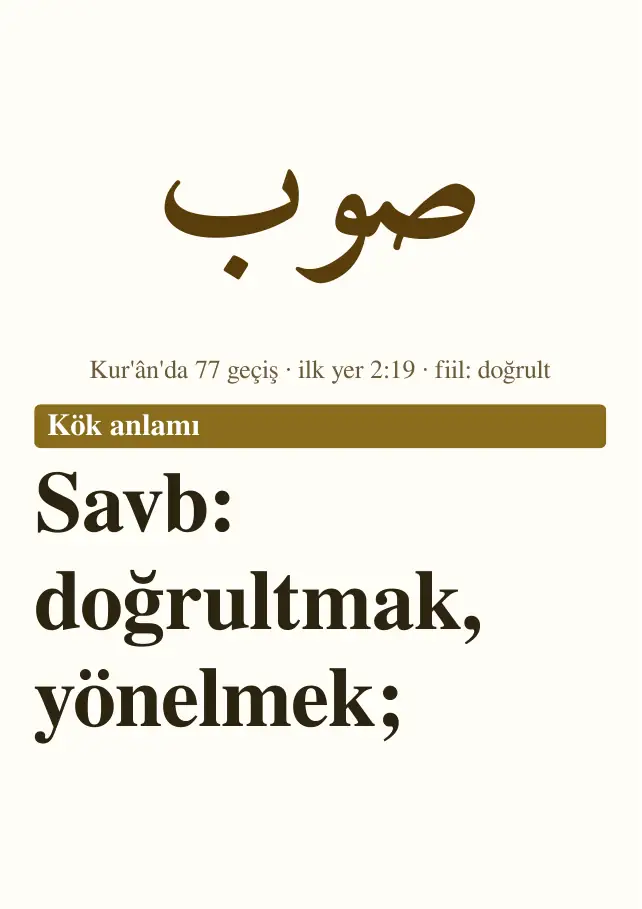 صوب
Kur'ân'da 77 geçiş · ilk yer 2:19 · fiil: doğrult
Kök anlamı
Savb:
doğrultmak,
yönelmek;